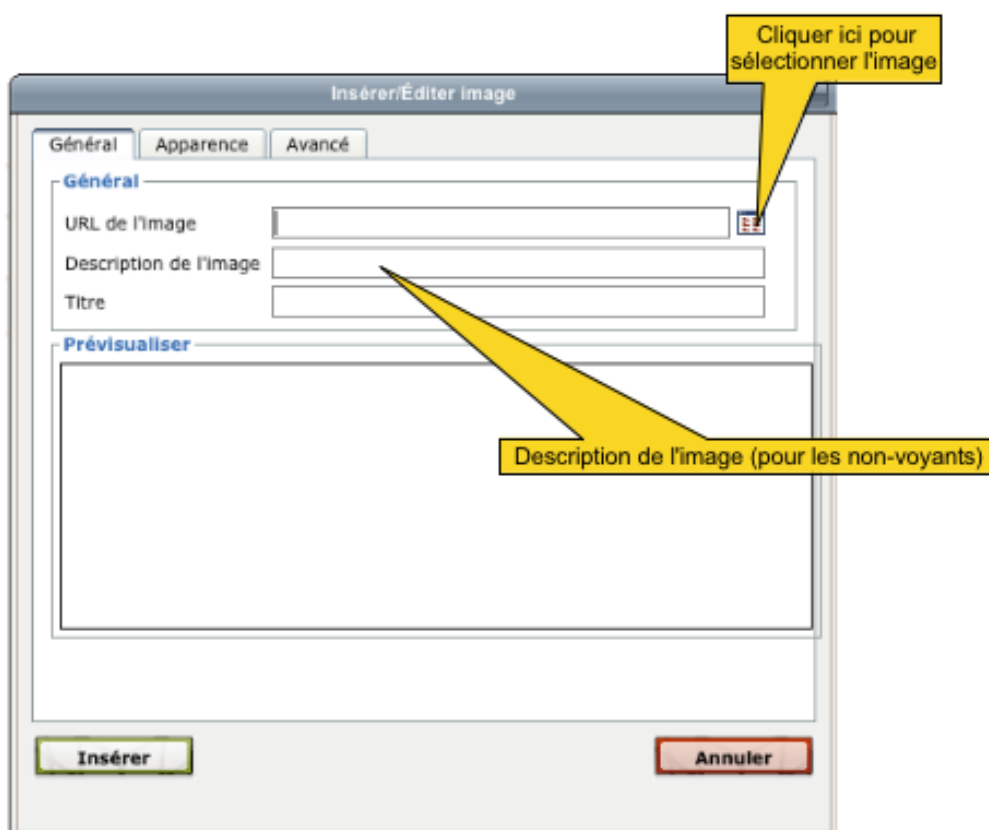 Cliquer ici pour
sélectionner l'image
Insérer/Éditer image
Général Apparence Avancé
Général
URL de l'image
Description de l'image
Titre
Prévisualiser
Description de l'image (pour les non-voyants)
Insérer Annuler